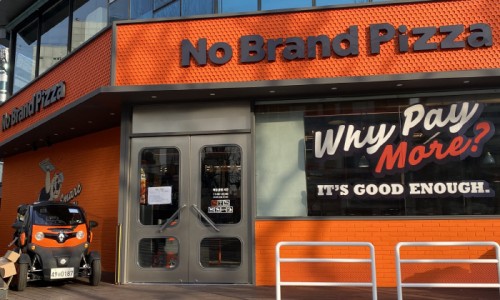 No Brand Pizza
No Brand Pizza
Why Pay
More?
IT'S GOOD ENOUGH.